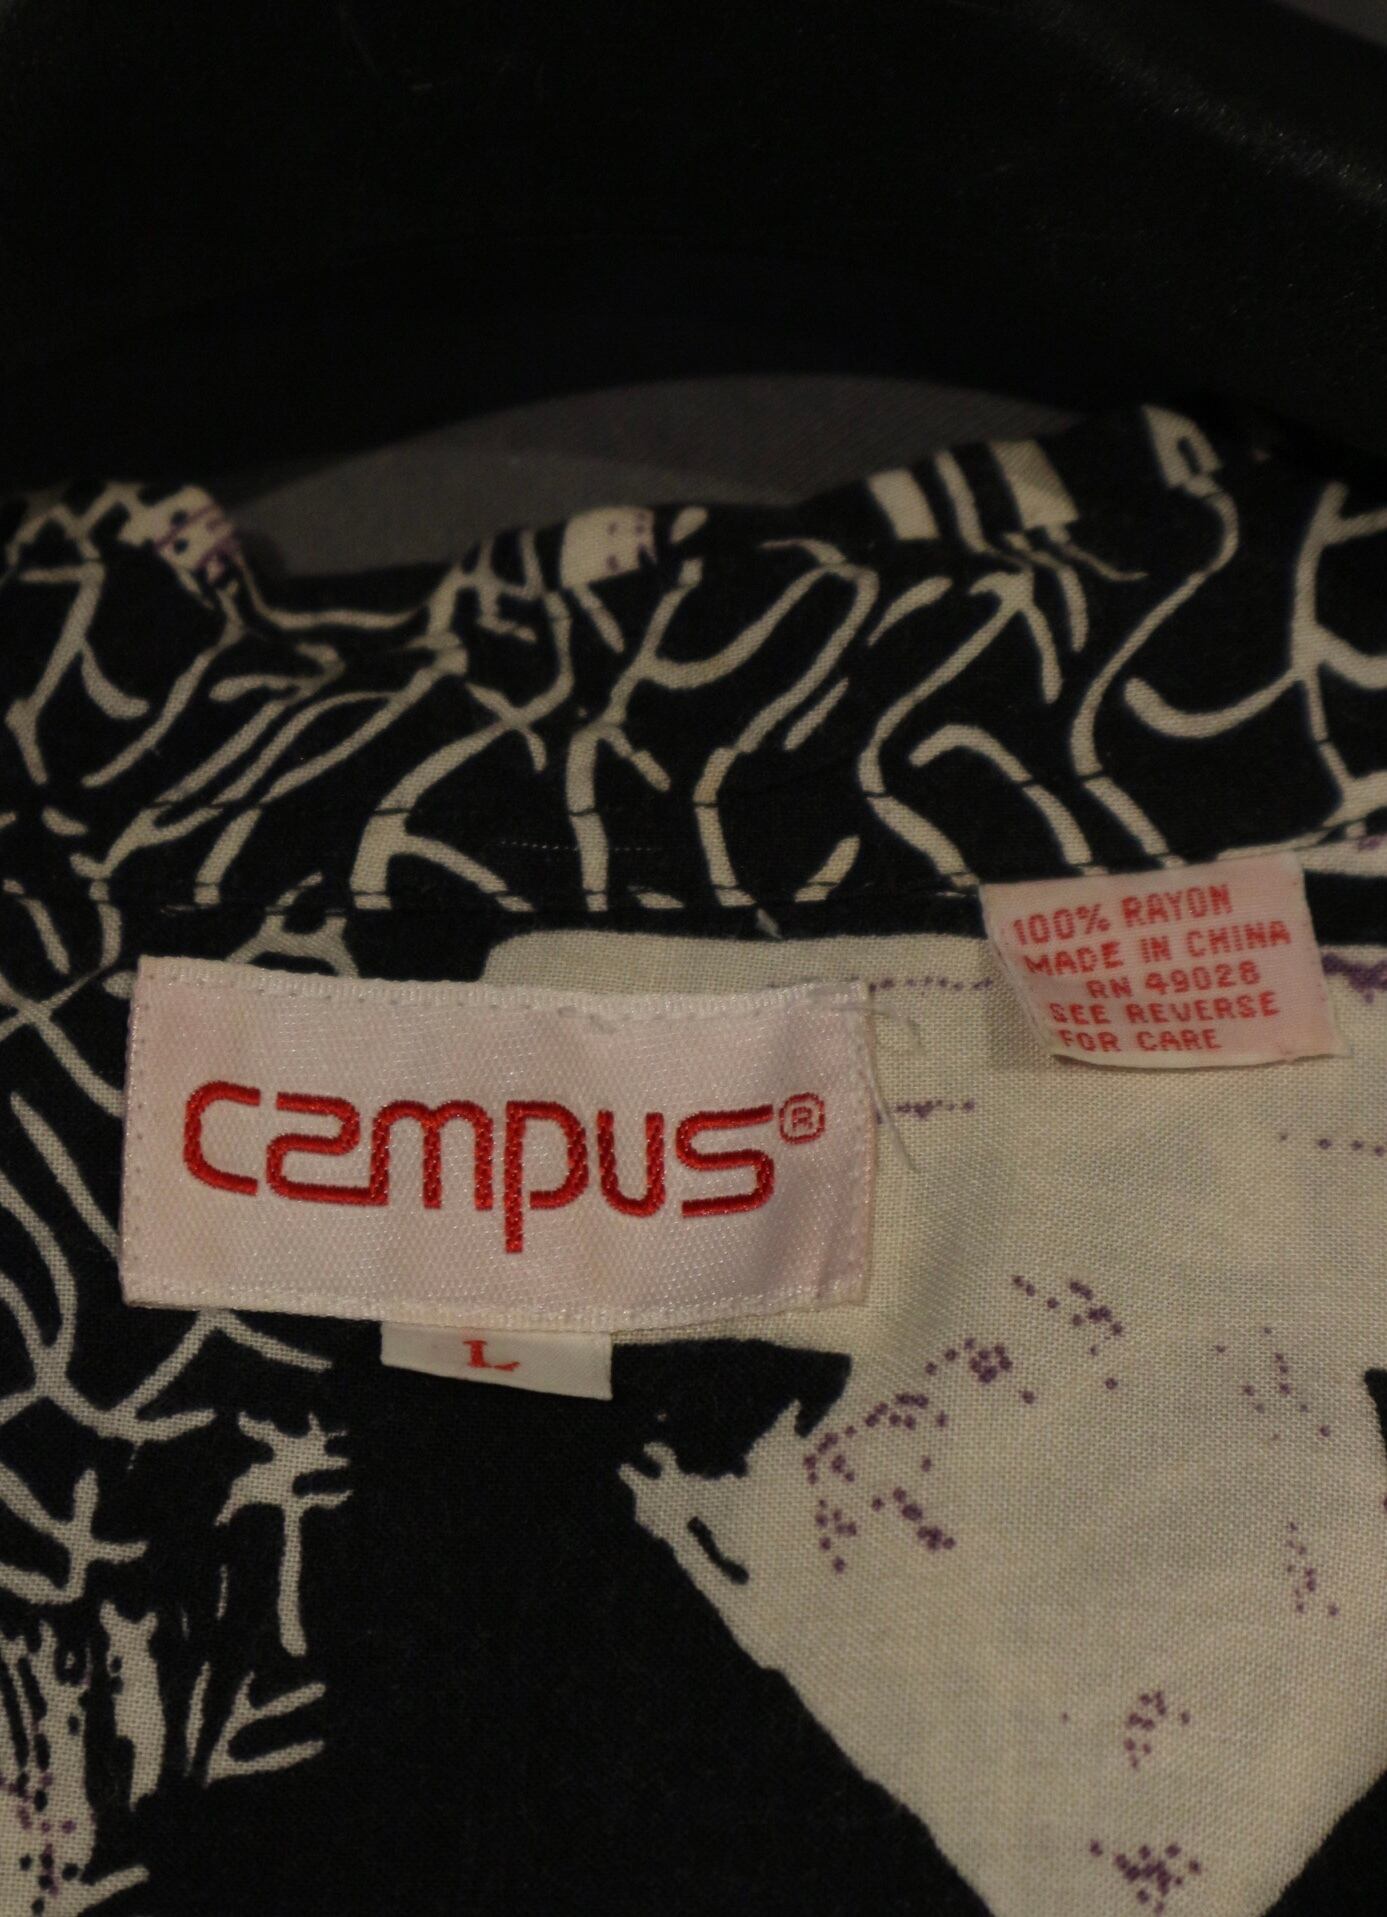 100% RAYON
MADE IN CHINA
RN 49028
SEE REVERSE
FOR CARE
campus®
L